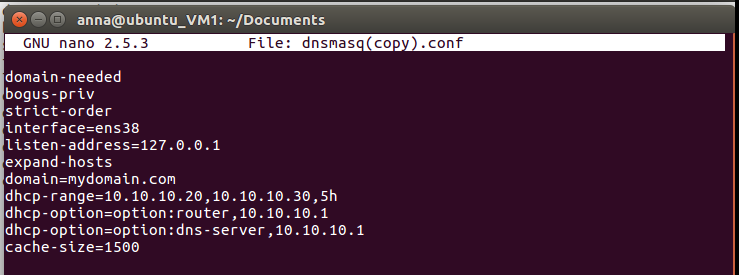 anna@ubuntu_VM1: ~/Documents
GNU nano 2.5.3 File: dnsmasq(copy).conf
domain-needed
bogus-priv
strict-order
interface=ens38
listen-address=127.0.0.1
expand-hosts
domain=mydomain.com
dhcp-range=10.10.10.20,10.10.10.30,5h
dhcp-option=option:router,10.10.10.1
dhcp-option=option:dns-server,10.10.10.1
cache-size=1500